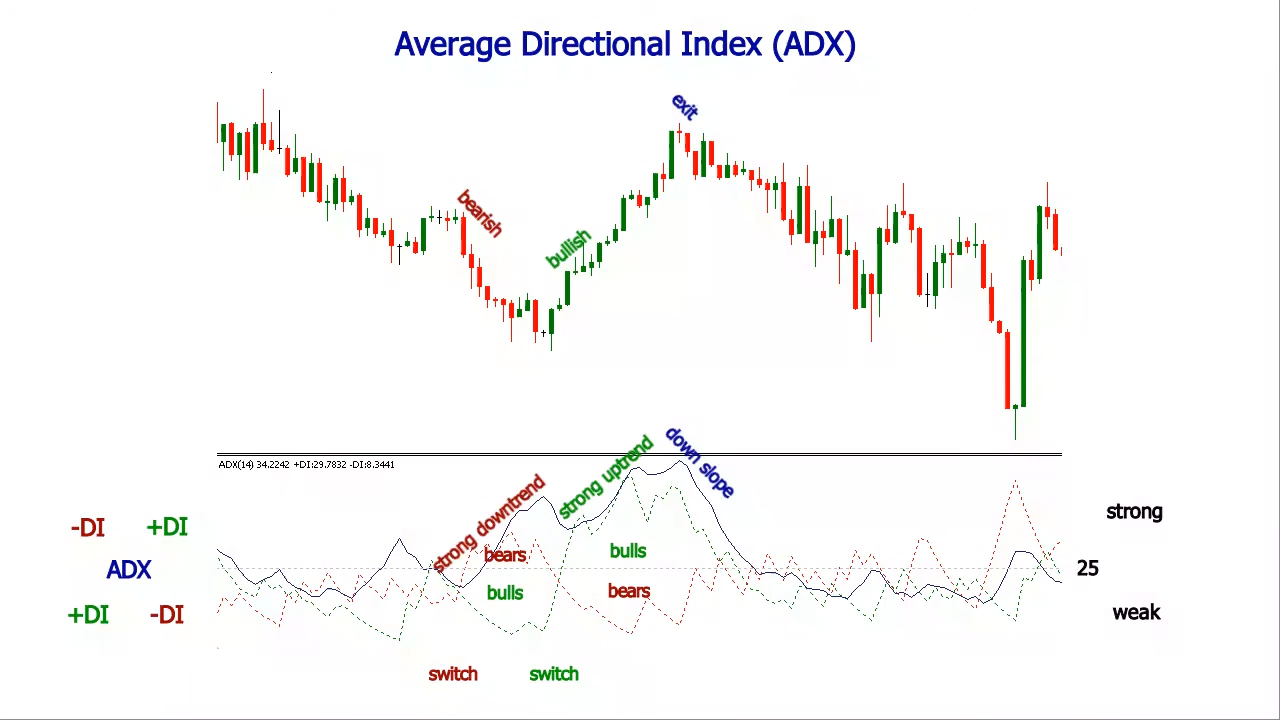 Average Directional Index (ADX)
exit
bearish
bullish
ADX(14) 34.2242 +DI:29.7832 -DI:8.3441
strong downtrend
strong uptrend
down slope
-DI +DI
ADX
+DI -DI
bears
bulls
bulls
bears
strong
25
weak
switch switch